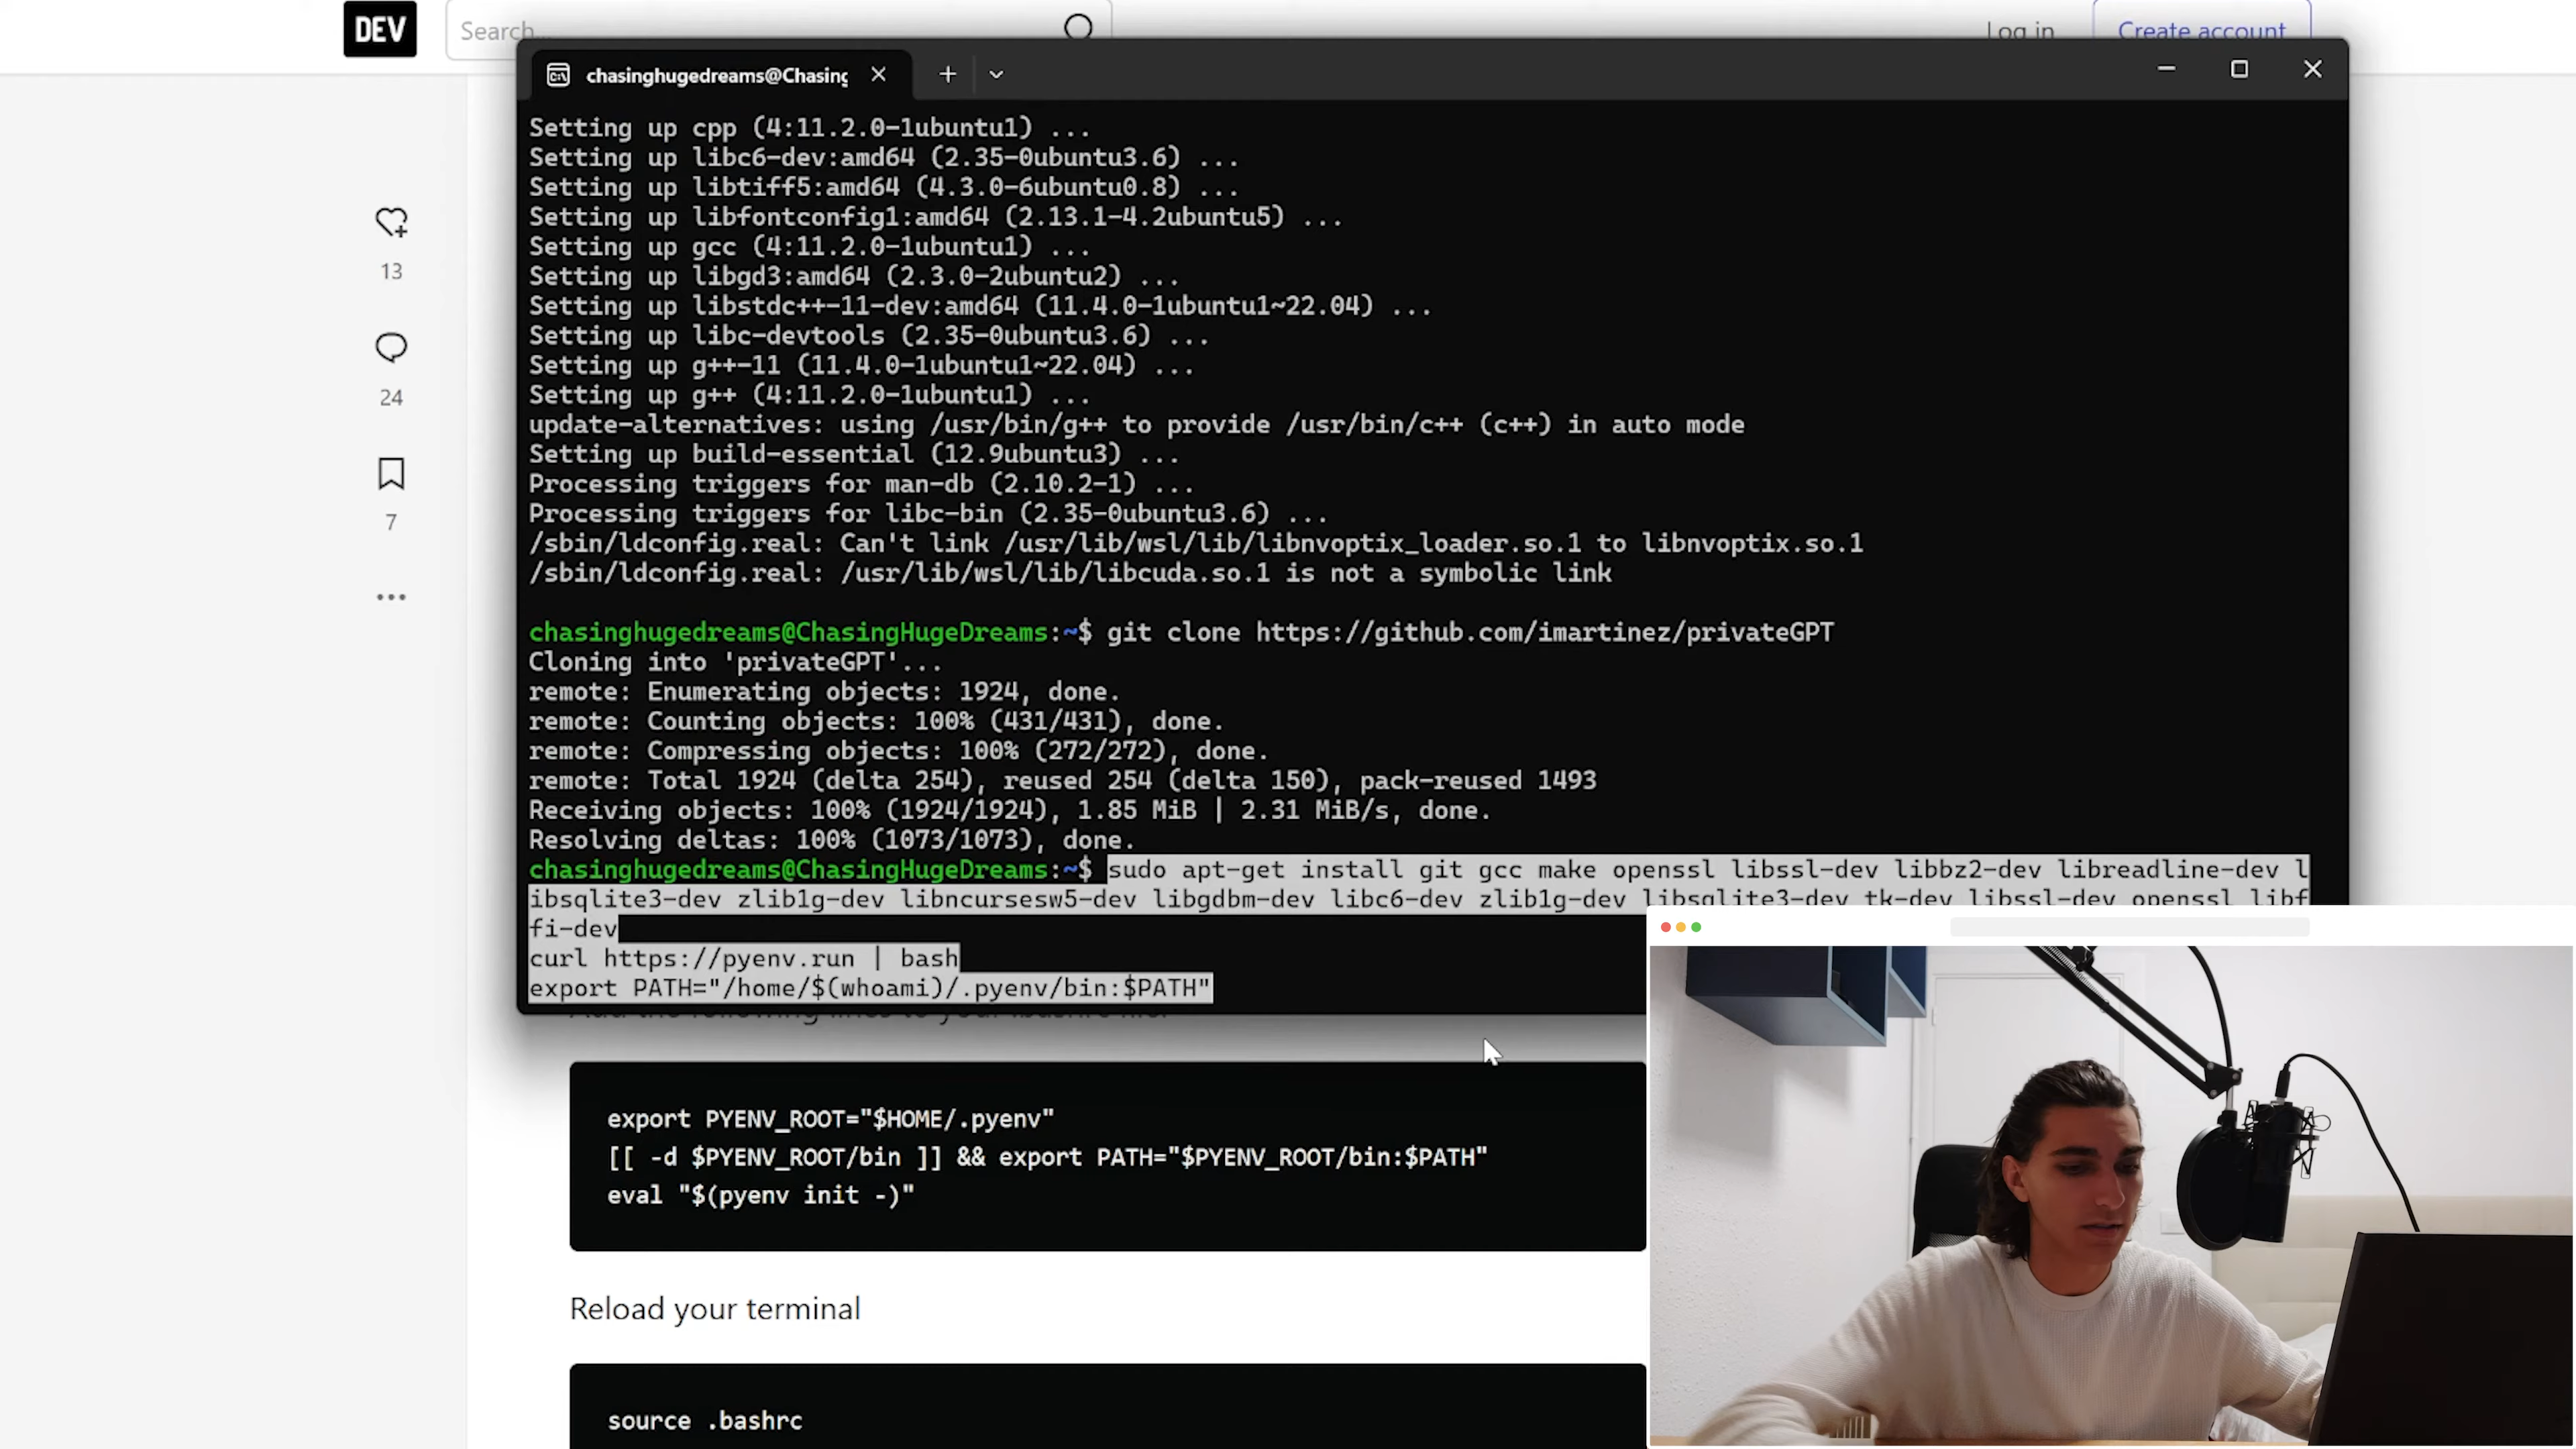 DEV
Search...
Log in
Create account
chasinghugedreams@Chasing
Setting up cpp (4:11.2.0-1ubuntu1) ...
Setting up libc6-dev:amd64 (2.35-0ubuntu3.6) ...
Setting up libtiff5:amd64 (4.3.0-6ubuntu0.8) ...
Setting up libfontconfig1:amd64 (2.13.1-4.2ubuntu5) ...
Setting up gcc (4:11.2.0-1ubuntu1) ...
Setting up libgd3:amd64 (2.3.0-2ubuntu2) ...
Setting up libstdc++-11-dev:amd64 (11.4.0-1ubuntu1~22.04) ...
Setting up libc-devtools (2.35-0ubuntu3.6) ...
Setting up g++-11 (11.4.0-1ubuntu1~22.04) ...
Setting up g++ (4:11.2.0-1ubuntu1) ...
update-alternatives: using /usr/bin/g++ to provide /usr/bin/c++ (c++) in auto mode
Setting up build-essential (12.9ubuntu3) ...
Processing triggers for man-db (2.10.2-1) ...
Processing triggers for libc-bin (2.35-0ubuntu3.6) ...
/sbin/ldconfig.real: Can't link /usr/lib/wsl/lib/libnvoptix_loader.so.1 to libnvoptix.so.1
/sbin/ldconfig.real: /usr/lib/wsl/lib/libcuda.so.1 is not a symbolic link
chasinghugedreams@ChasingHugeDreams:~$ git clone https://github.com/imartinez/privateGPT
Cloning into 'privateGPT'...
remote: Enumerating objects: 1924, done.
remote: Counting objects: 100% (431/431), done.
remote: Compressing objects: 100% (272/272), done.
remote: Total 1924 (delta 254), reused 254 (delta 150), pack-reused 1493
Receiving objects: 100% (1924/1924), 1.85 MiB | 2.31 MiB/s, done.
Resolving deltas: 100% (1073/1073), done.
chasinghugedreams@ChasingHugeDreams:~$ sudo apt-get install git gcc make openssl libssl-dev libbz2-dev libreadline-dev l
ibsqlite3-dev zlib1g-dev libncursesw5-dev libgdbm-dev libc6-dev zlib1g-dev libsqlite3-dev tk-dev libssl-dev openssl libf
fi-dev
curl https://pyenv.run | bash
export PATH="/home/$(whoami)/.pyenv/bin:$PATH"
13
24
7
Add the following lines to your .bashrc file:
export PYENV_ROOT="$HOME/.pyenv"
[[ -d $PYENV_ROOT/bin ]] && export PATH="$PYENV_ROOT/bin:$PATH"
eval "$(pyenv init -)"
Reload your terminal
source .bashrc